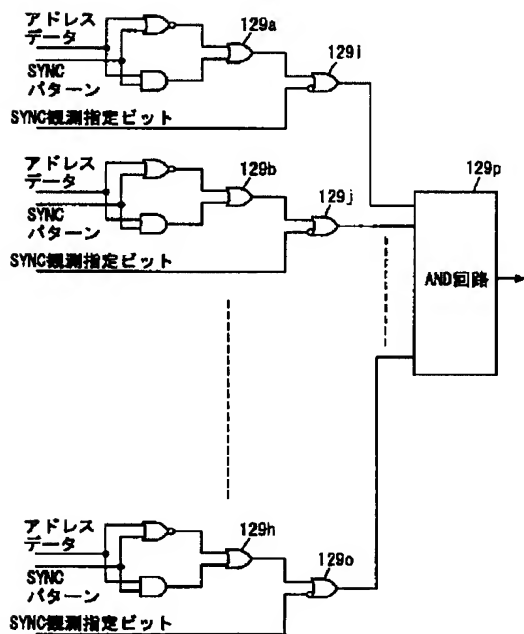 アドレス
データ
129a
129i
SYNC
パターン
SYNC観測指定ビット
アドレス
データ
129b
129j
129p
SYNC
パターン
SYNC観測指定ビット
AND回路
アドレス
データ
129h
129o
SYNC
パターン
SYNC観測指定ビット